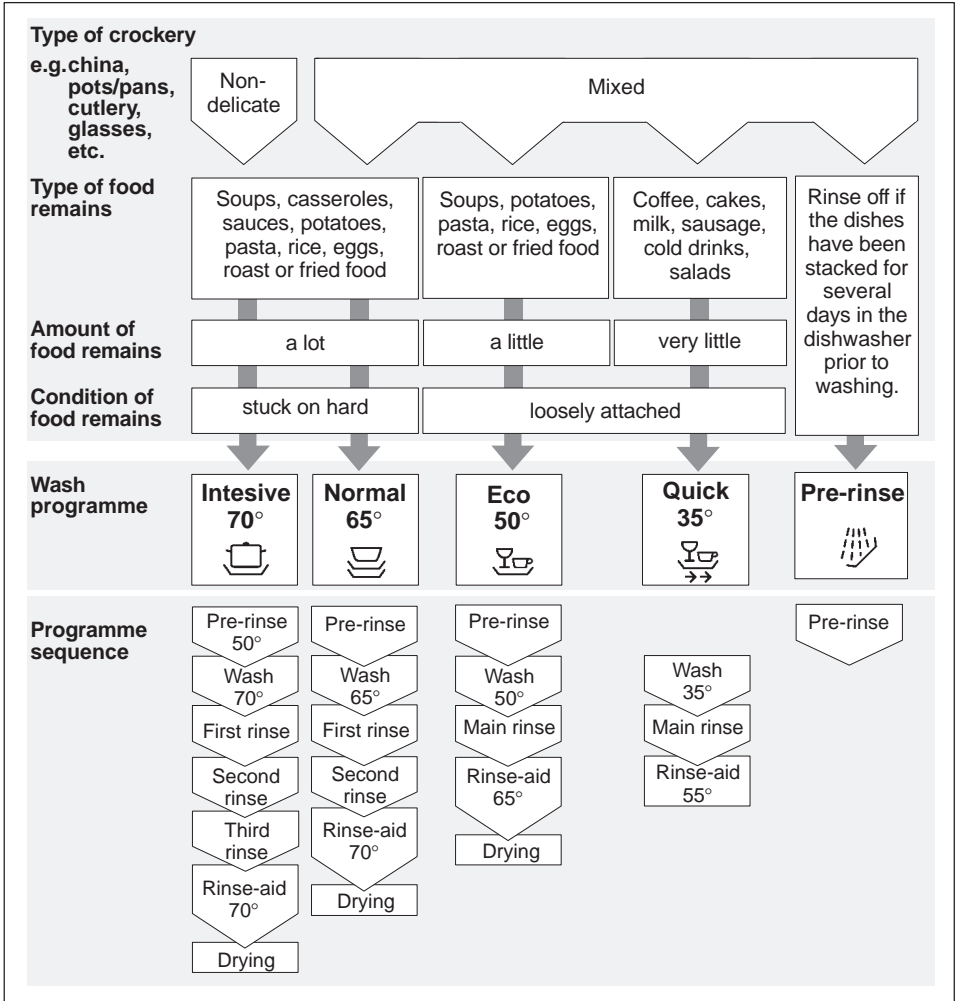 Type of crockery
e.g.china,
pots/pans,
cutlery,
glasses,
etc.
Non-
delicate
Mixed
Type of food
remains
Soups, casseroles,
sauces, potatoes,
pasta, rice, eggs,
roast or fried food
Soups, potatoes,
pasta, rice, eggs,
roast or fried food
Coffee, cakes,
milk, sausage,
cold drinks,
salads
Rinse off if
the dishes
have been
stacked for
several
days in the
dishwasher
prior to
washing.
Amount of
food remains
a lot
a little
very little
Condition of
food remains
stuck on hard
loosely attached
Wash
programme
Intesive
70°
Normal
65°
Eco
50°
Quick
35°
Pre-rinse
Programme
sequence
Pre-rinse
50°
Wash
70°
First rinse
Second
rinse
Third
rinse
Rinse-aid
70°
Drying
Pre-rinse
Wash
65°
First rinse
Second
rinse
Rinse-aid
70°
Drying
Pre-rinse
Wash
50°
Main rinse
Rinse-aid
65°
Drying
Wash
35°
Main rinse
Rinse-aid
55°
Pre-rinse